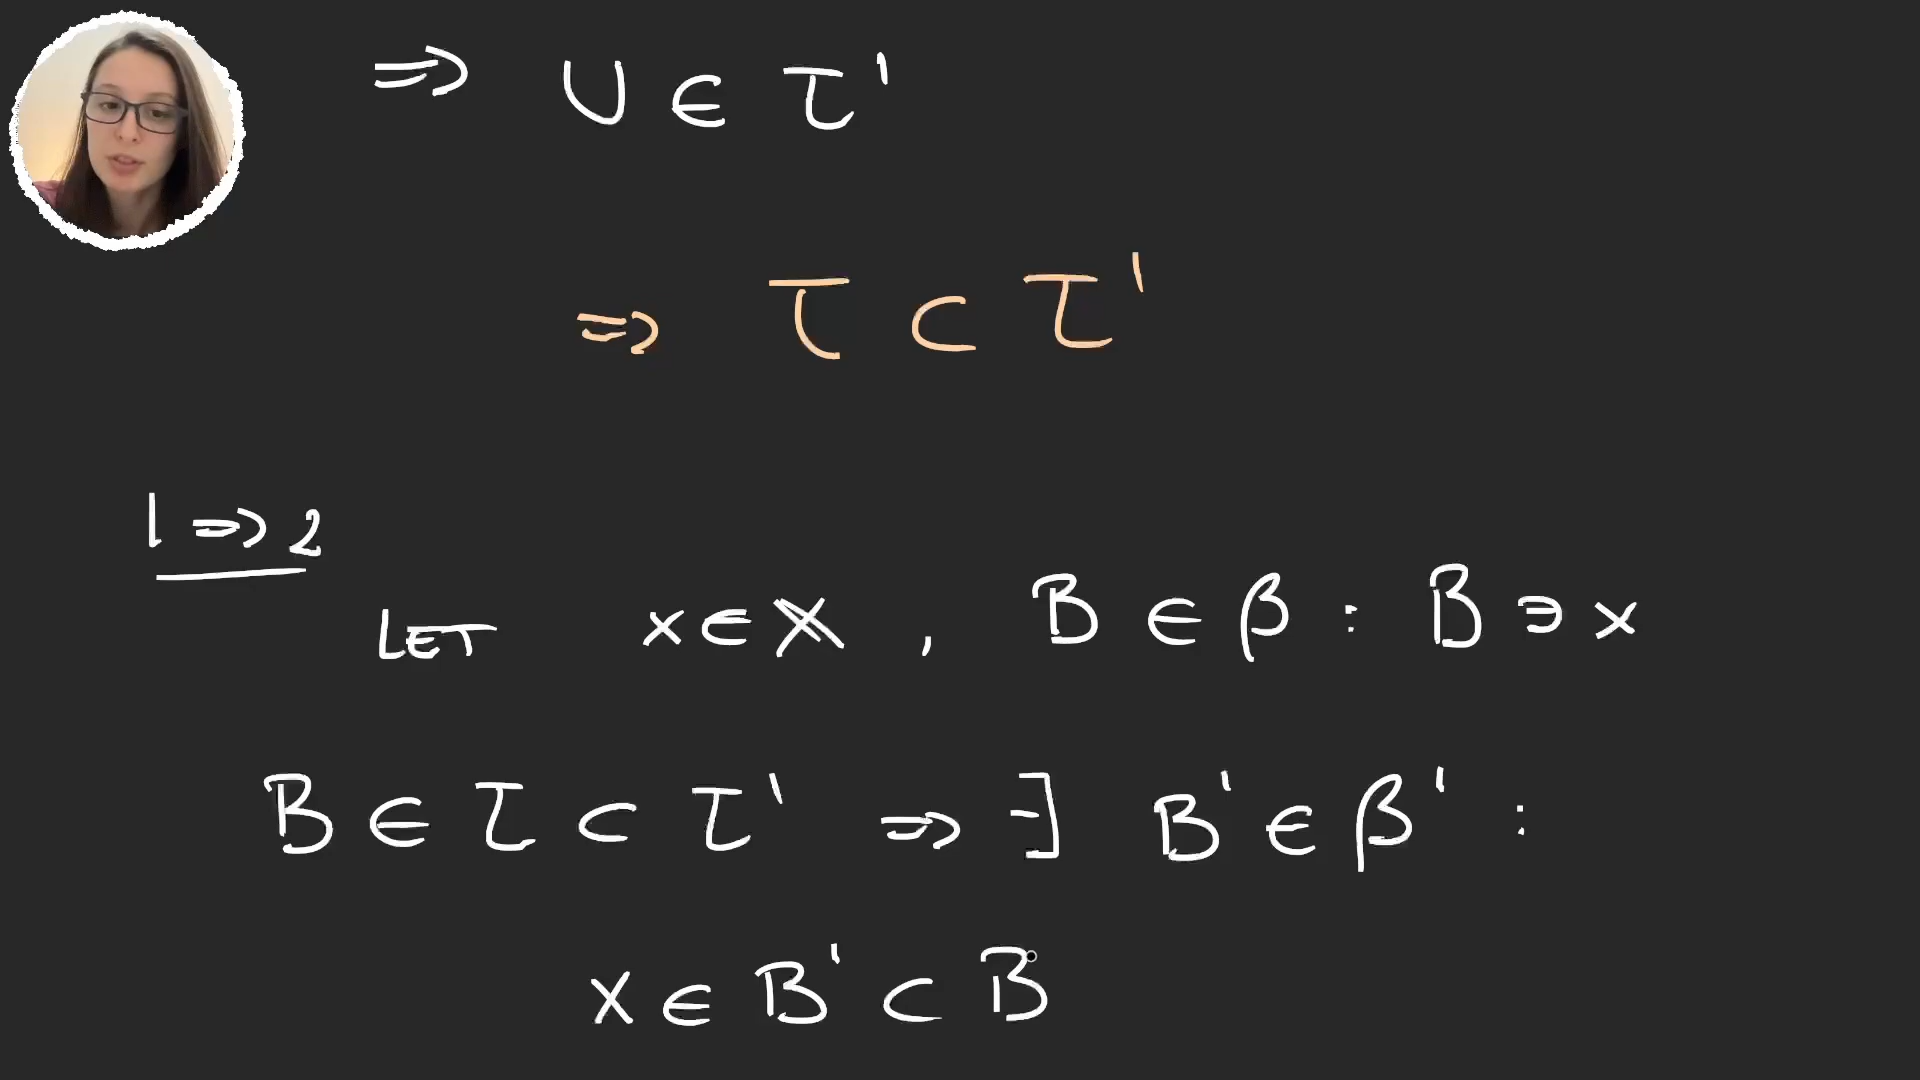 ⇒ U ∈ τ'
⇒ τ ⊂ τ'
1 ⇒ 2
LET x ∈ X , B ∈ β : B ∋ x
B ∈ τ ⊂ τ' ⇒ ∃ B' ∈ β' :
x ∈ B' ⊂ B